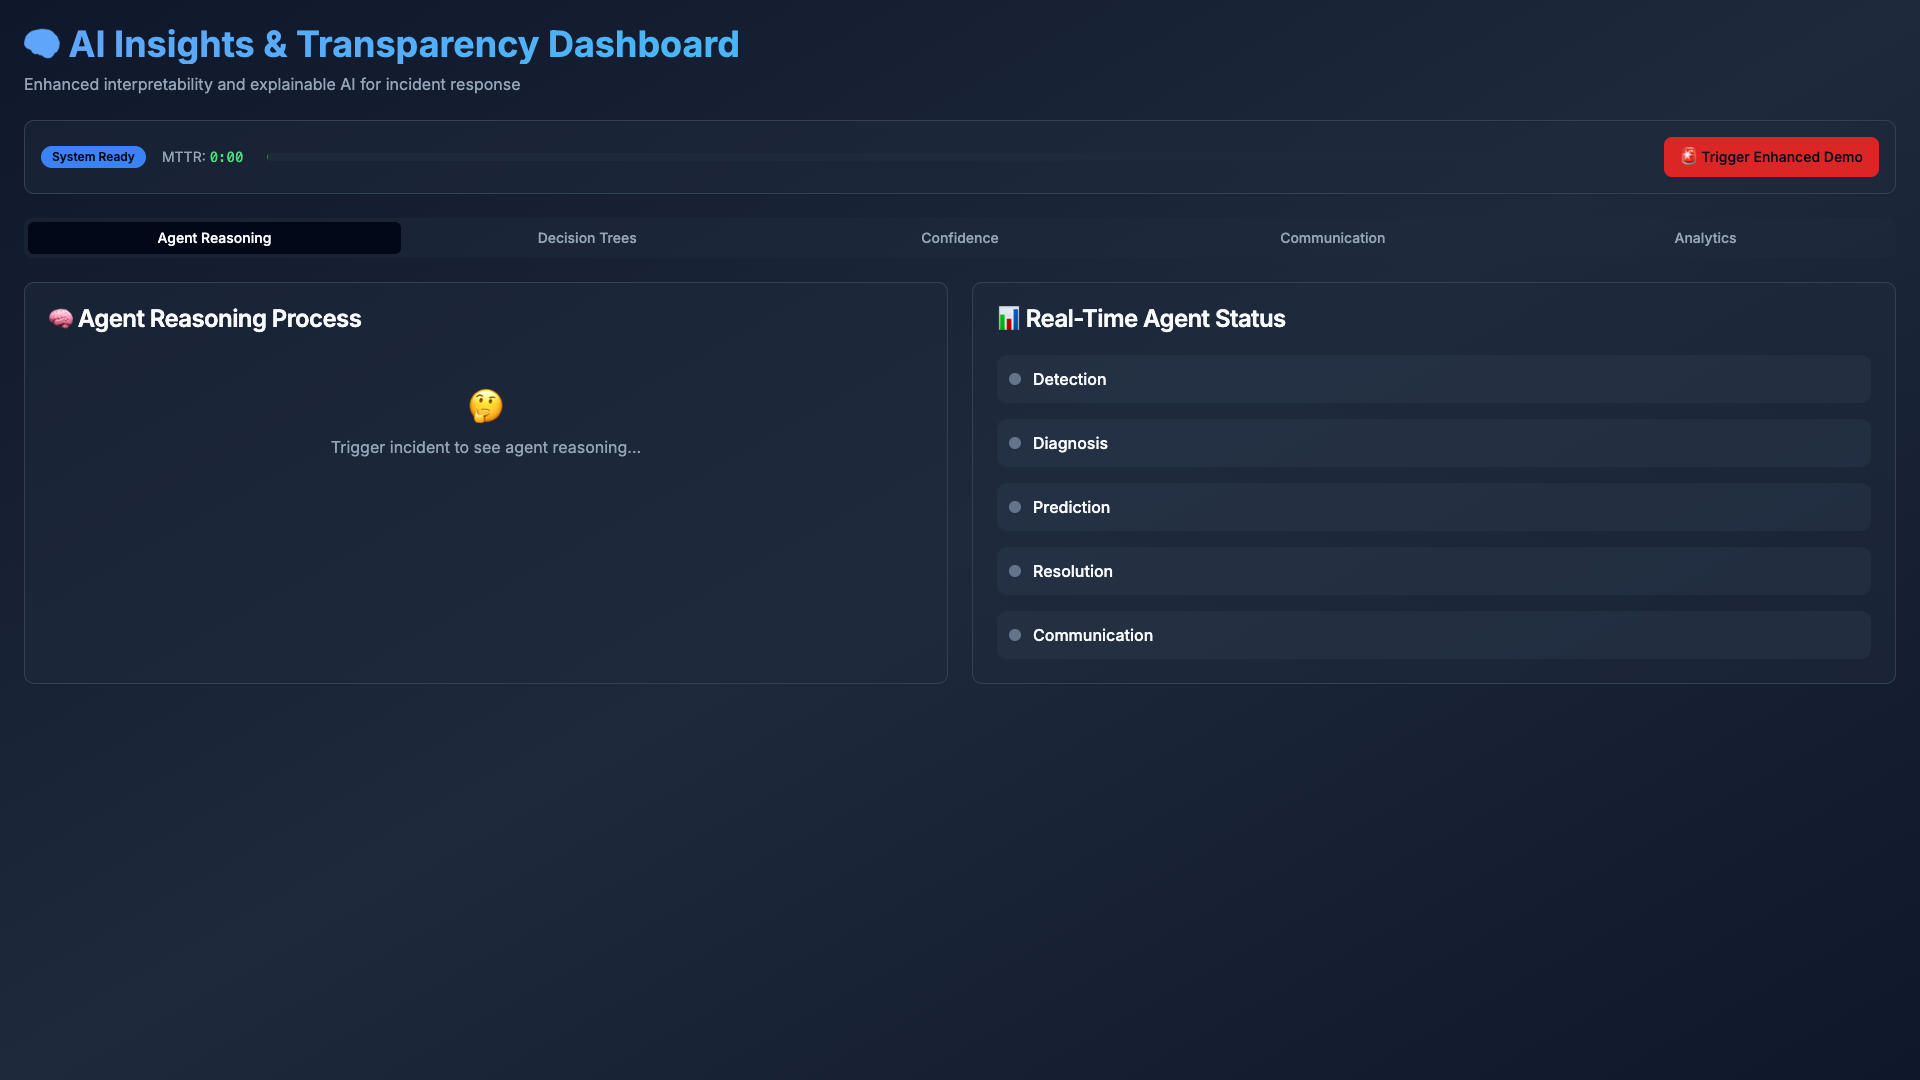 🧠 AI Insights & Transparency Dashboard
Enhanced interpretability and explainable AI for incident response
System Ready
MTTR: 0:00
🚨 Trigger Enhanced Demo
Agent Reasoning
Decision Trees
Confidence
Communication
Analytics
🧠 Agent Reasoning Process
🤔
Trigger incident to see agent reasoning...
📊 Real-Time Agent Status
Detection
Diagnosis
Prediction
Resolution
Communication